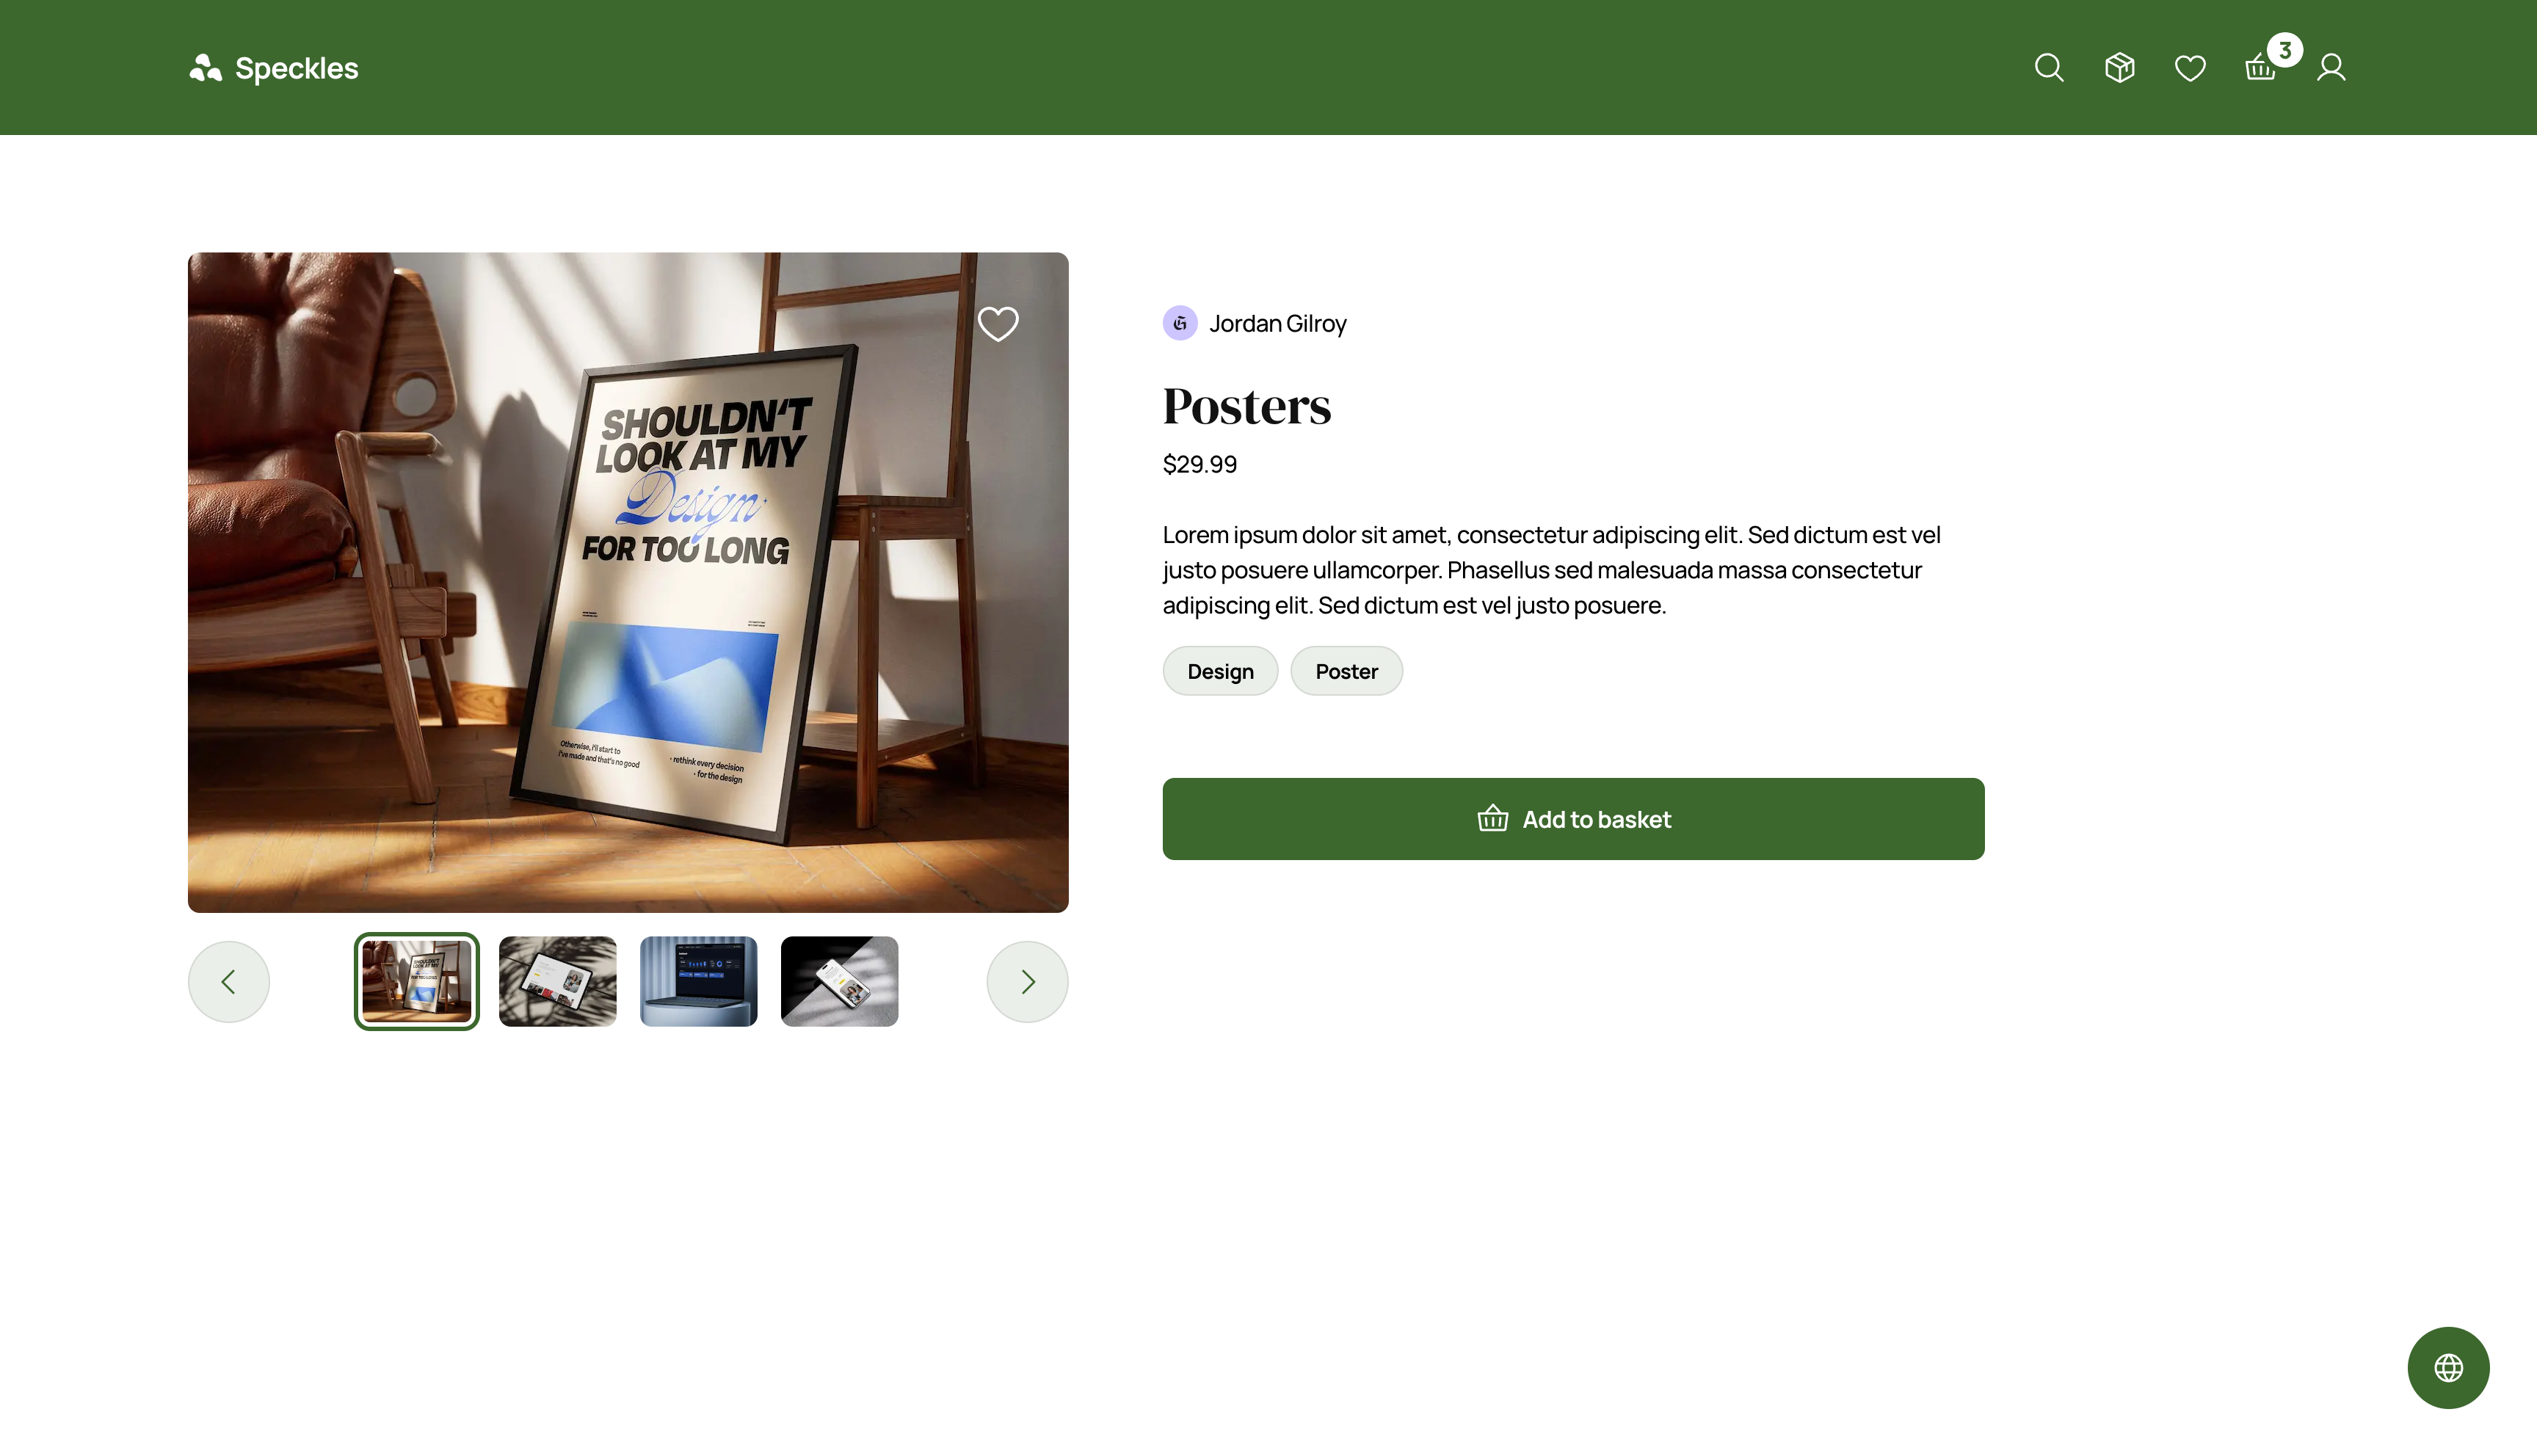 Speckles
3
SHOULDN'T
LOOK AT MY
Design
FOR TOO LONG
Otherwise, i'll start to
i've made and that's no good
• rethink every decision
• for the design
Jordan Gilroy
Posters
$29.99
Lorem ipsum dolor sit amet, consectetur adipiscing elit. Sed dictum est vel
justo posuere ullamcorper. Phasellus sed malesuada massa consectetur
adipiscing elit. Sed dictum est vel justo posuere.
Design
Poster
Add to basket